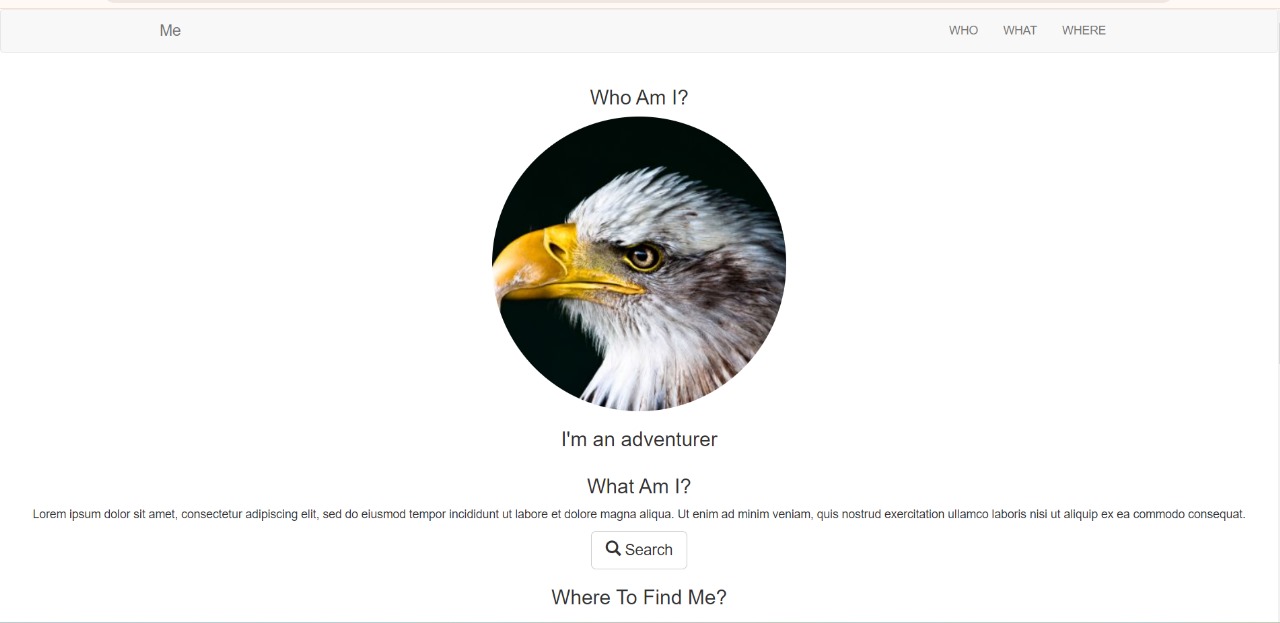 Me WHO WHAT WHERE
Who Am I?
I'm an adventurer
What Am I?
Lorem ipsum dolor sit amet, consectetur adipiscing elit, sed do eiusmod tempor incididunt ut labore et dolore magna aliqua. Ut enim ad minim veniam, quis nostrud exercitation ullamco laboris nisi ut aliquip ex ea commodo consequat.
Search
Where To Find Me?